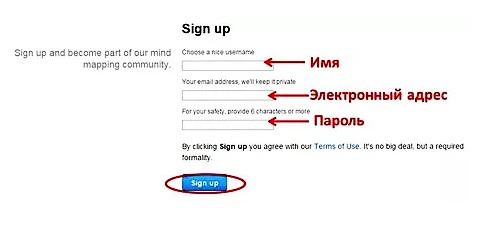 Sign up
Sign up and become part of our mind
mapping community.
Choose a nice username
Имя
Your email address, we'll keep it private
Электронный адрес
For your safety, provide 6 characters or more
Пароль
By clicking Sign up you agree with our Terms of Use. It's no big deal, but a required
formality.
Sign up